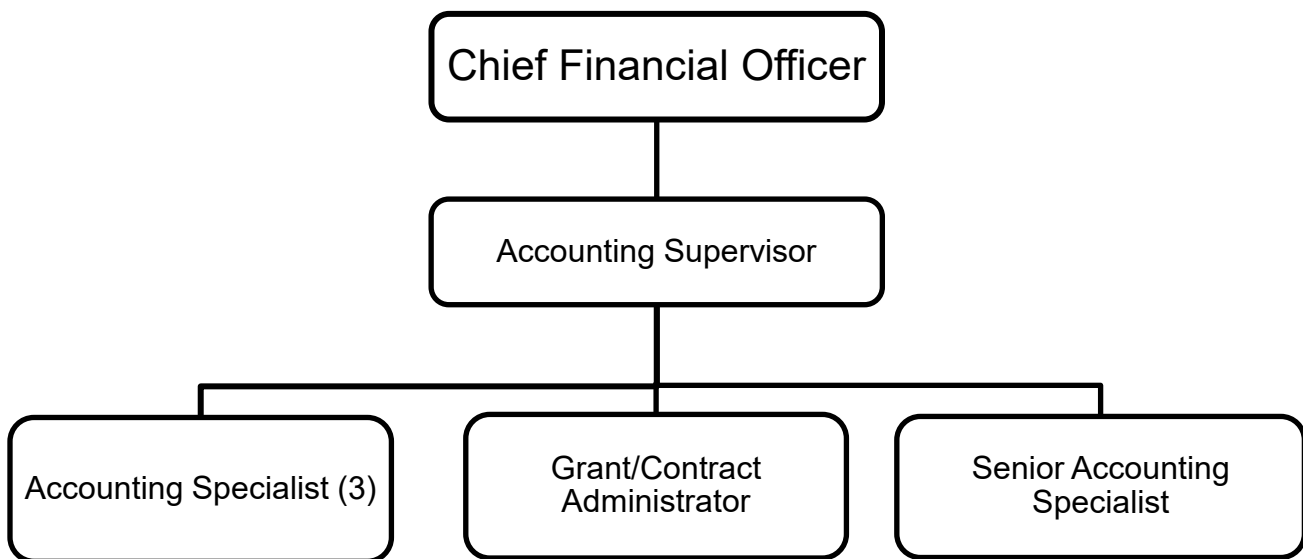 Chief Financial Officer
Accounting Supervisor
Accounting Specialist (3)
Grant/Contract
Administrator
Senior Accounting
Specialist